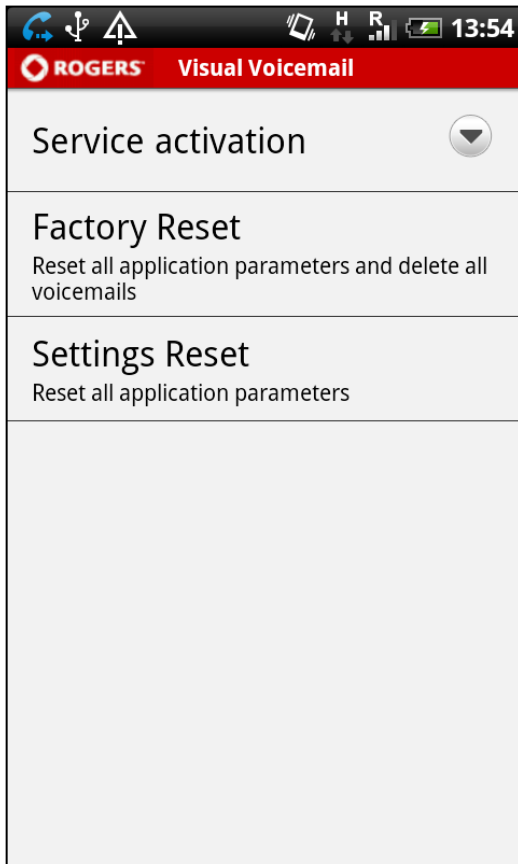 H R 13:54
ROGERS Visual Voicemail
Service activation
Factory Reset
Reset all application parameters and delete all
voicemails
Settings Reset
Reset all application parameters